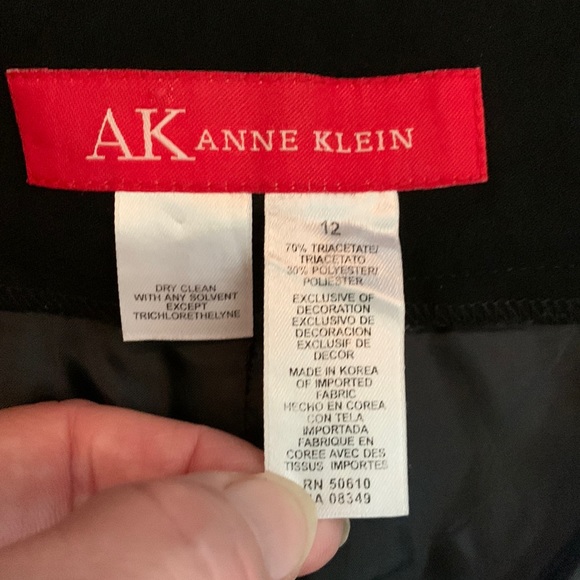 AK ANNE KLEIN
DRY CLEAN
WITH ANY SOLVENT
EXCEPT
TRICHLORETHELYNE
12
70% TRIACETATE/
TRIACETATO
30% POLYESTER/
POLIESTER
EXCLUSIVE OF
DECORATION
EXCLUSIVO DE
DECORACION
EXCLUSIF DE
DECOR
MADE IN KOREA
OF IMPORTED
FABRIC
HECHO EN COREA
CON TELA
IMPORTADA
FABRIQUE EN
COREE AVEC DES
TISSUS IMPORTES
RN 50610
08349